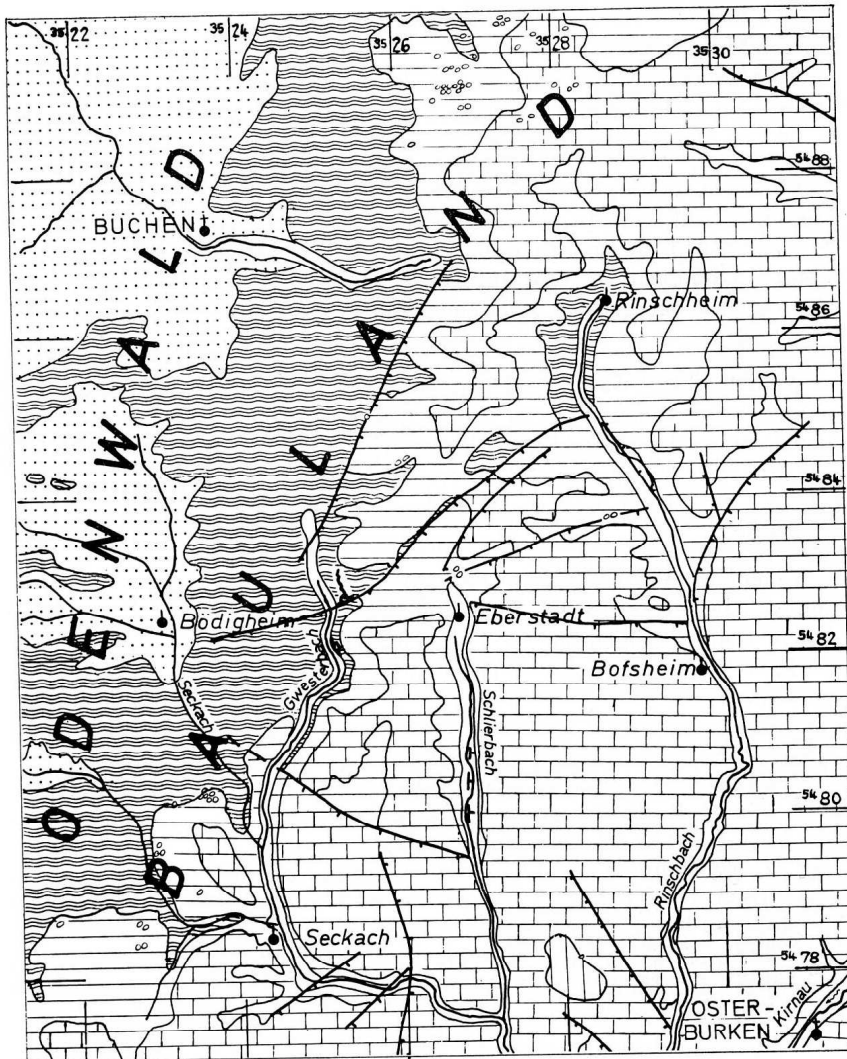 35 22
35 24
35 26
35 28
35 30
54 88
54 86
54 84
54 82
54 80
54 78
ODENWALD
BAULAND
BUCHEN
Rinschheim
Bödigheim
Eberstadt
Bofsheim
Gwesterbach
Seckach
Schlierbach
Rinschbach
Seckach
OSTER-
BURKEN
Kirnau